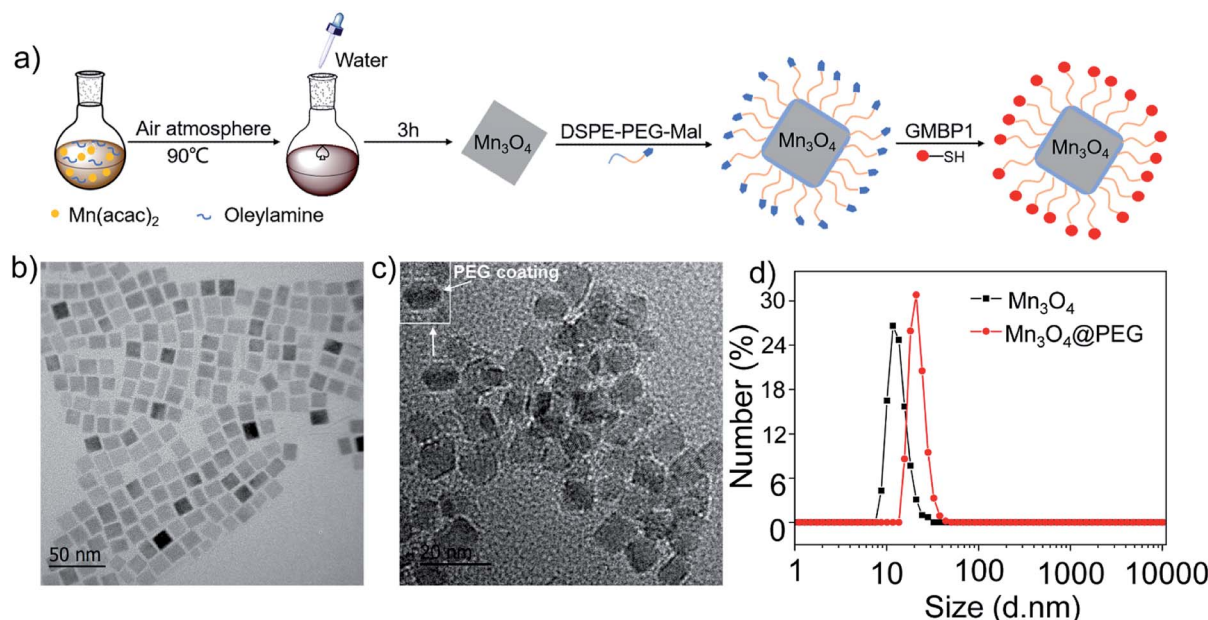 a)
Water
Air atmosphere
90℃
3h
Mn₃O₄
DSPE-PEG-Mal
Mn₃O₄
GMBP1
SH
Mn₃O₄
Mn(acac)₂
Oleylamine
b)
50 nm
c)
PEG coating
20 nm
d)
Number (%)
30
24
18
12
6
0
Mn₃O₄
Mn₃O₄@PEG
1 10 100 1000 10000
Size (d.nm)